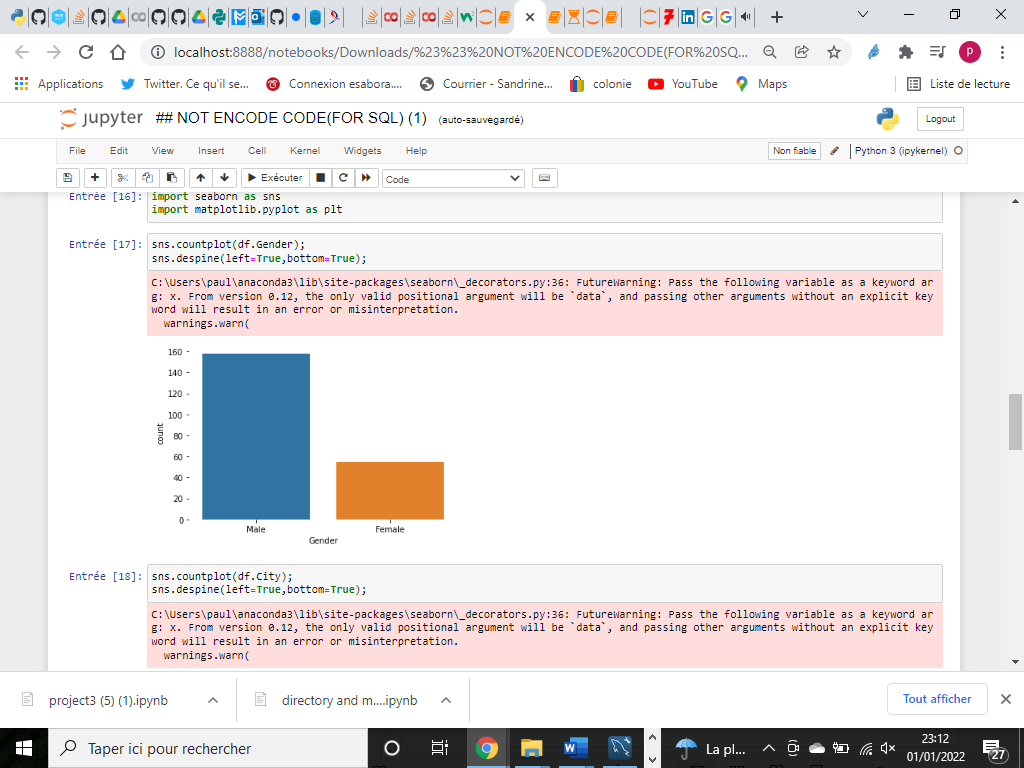 localhost:8888/notebooks/Downloads/%23%23%20NOT%20ENCODE%20CODE(FOR%20SQ...
P
Applications
Twitter. Ce qu'il se...
Connexion esabora....
Courrier - Sandrine...
colonie
YouTube
Maps
Liste de lecture
jupyter ## NOT ENCODE CODE(FOR SQL) (1) (auto-sauvegardé)
Logout
File Edit View Insert Cell Kernel Widgets Help
Non fiable
Python 3 (ipykernel)
Exécuter
Code
Entrée [16]: import seaborn as sns
import matplotlib.pyplot as plt
Entrée [17]: sns.countplot(df.Gender);
sns.despine(left=True,bottom=True);
C:\Users\paul\anaconda3\lib\site-packages\seaborn\_decorators.py:36: FutureWarning: Pass the following variable as a keyword ar
g: x. From version 0.12, the only valid positional argument will be `data`, and passing other arguments without an explicit key
word will result in an error or misinterpretation.
warnings.warn(
160
140
120
100
80
60
40
20
0
count
Male Female
Gender
Entrée [18]: sns.countplot(df.City);
sns.despine(left=True,bottom=True);
C:\Users\paul\anaconda3\lib\site-packages\seaborn\_decorators.py:36: FutureWarning: Pass the following variable as a keyword ar
g: x. From version 0.12, the only valid positional argument will be `data`, and passing other arguments without an explicit key
word will result in an error or misinterpretation.
warnings.warn(
project3 (5) (1).ipynb
directory and m....ipynb
Tout afficher
Taper ici pour rechercher
La pl...
23:12
01/01/2022
27